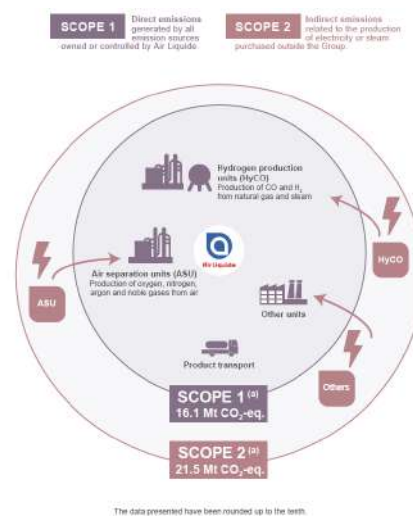 SCOPE 1
Direct emissions
generated by all
emission sources
owned or controlled by Air Liquide
SCOPE 2
Indirect emissions
related to the production
of electricity or steam
purchased outside the Group.
Hydrogen production
units (HyCO)
Production of CO and H₂
from natural gas and steam
HyCO
Air Liquide
Air separation units (ASU)
Production of oxygen, nitrogen,
argon and noble gases from air
ASU
Other units
Others
Product transport
SCOPE 1 (a)
16.1 Mt CO₂-eq.
SCOPE 2 (a)
21.5 Mt CO₂-eq.
The data presented have been rounded up to the tenth.